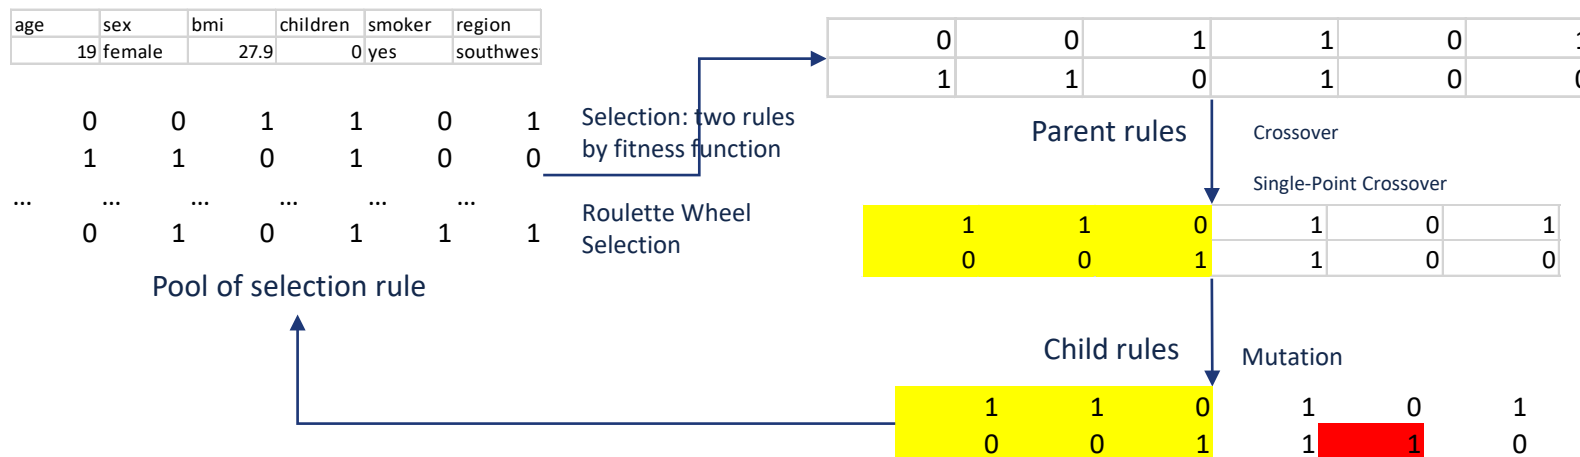 age sex bmi children smoker region
19 female 27.9 0 yes southwes
0 0 1 1 0 1
1 1 0 1 0 0
... ... ... ... ... ...
0 1 0 1 1 1
Pool of selection rule
Selection: two rules
by fitness function
Roulette Wheel
Selection
0 0 1 1 0 1
1 1 0 1 0 0
Parent rules
Crossover
Single-Point Crossover
1 1 0 1 0 1
0 0 1 1 0 0
Child rules
Mutation
1 1 0 1 0 1
0 0 1 1 1 0